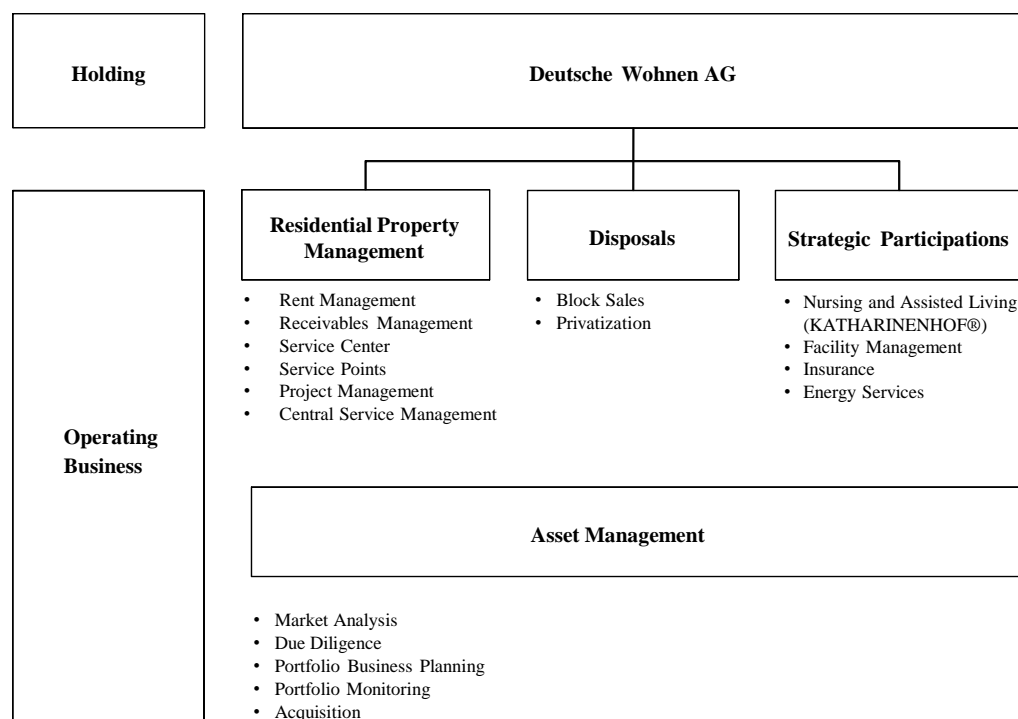 Holding
Deutsche Wohnen AG
Operating
Business
Residential Property
Management
• Rent Management
• Receivables Management
• Service Center
• Service Points
• Project Management
• Central Service Management
Disposals
• Block Sales
• Privatization
Strategic Participations
• Nursing and Assisted Living
(KATHARINENHOF®)
• Facility Management
• Insurance
• Energy Services
Asset Management
• Market Analysis
• Due Diligence
• Portfolio Business Planning
• Portfolio Monitoring
• Acquisition